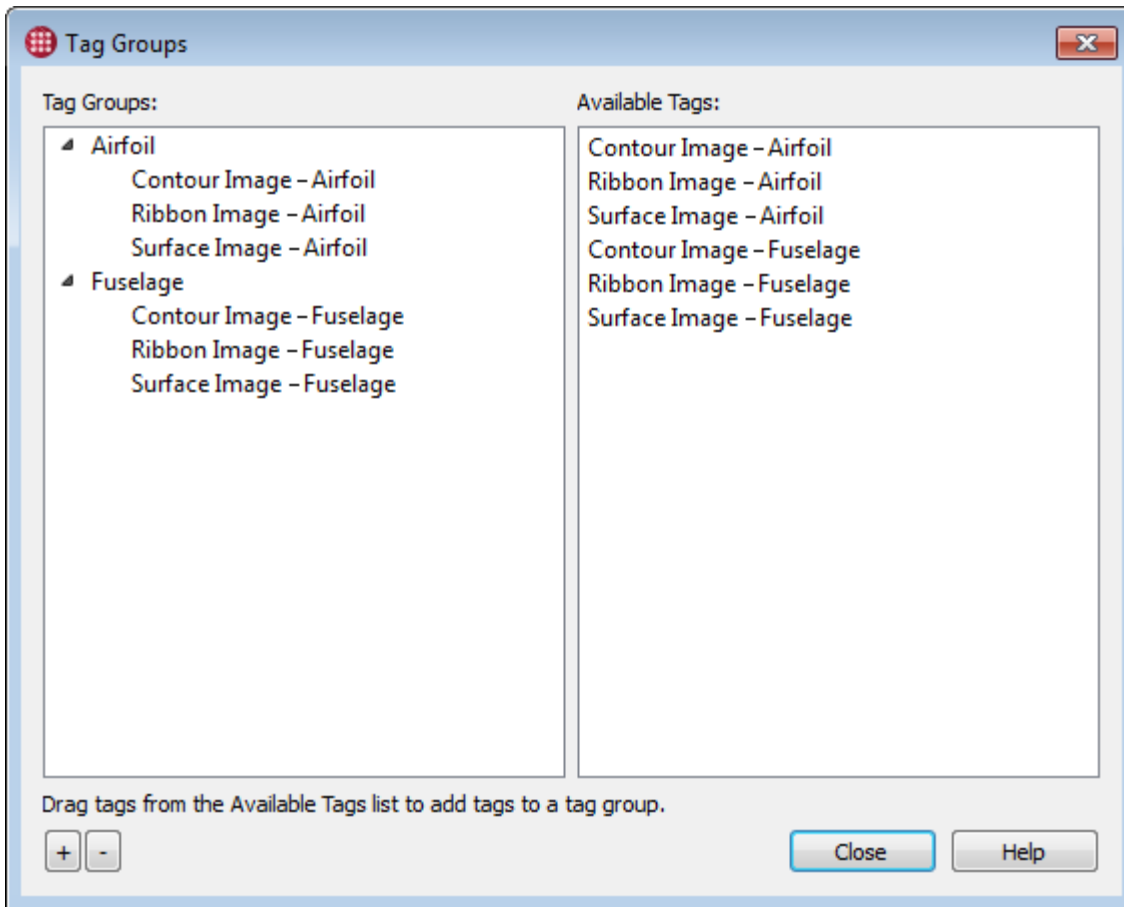 Tag Groups
Tag Groups:
Airfoil
Contour Image – Airfoil
Ribbon Image – Airfoil
Surface Image – Airfoil
Fuselage
Contour Image – Fuselage
Ribbon Image – Fuselage
Surface Image – Fuselage
Available Tags:
Contour Image – Airfoil
Ribbon Image – Airfoil
Surface Image – Airfoil
Contour Image – Fuselage
Ribbon Image – Fuselage
Surface Image – Fuselage
Drag tags from the Available Tags list to add tags to a tag group.
+ - Close Help